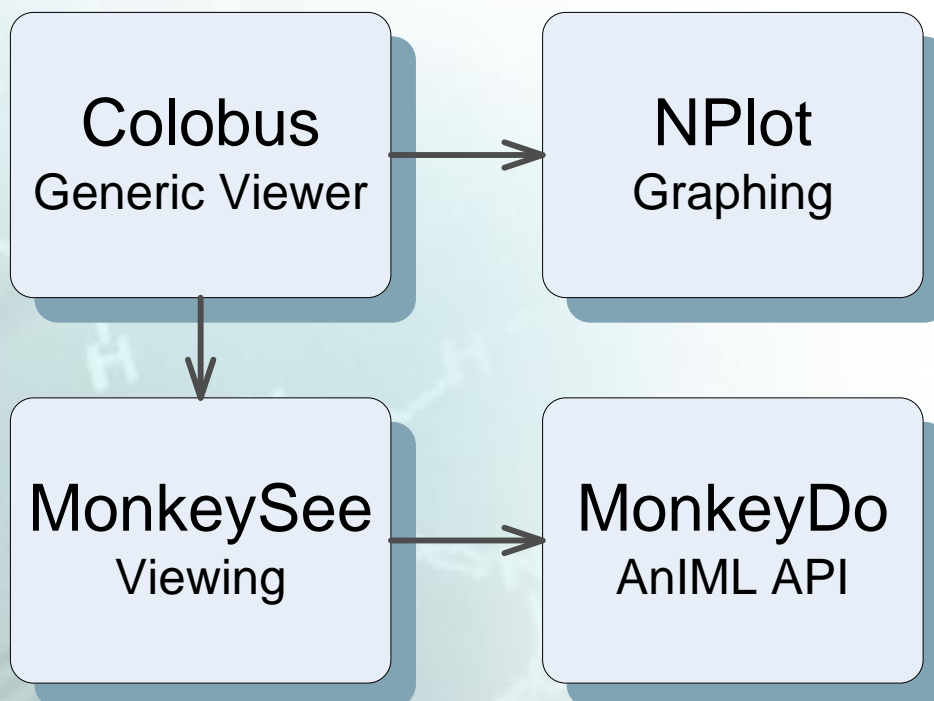 Colobus
Generic Viewer
NPlot
Graphing
MonkeySee
Viewing
MonkeyDo
AnIML API
H
H